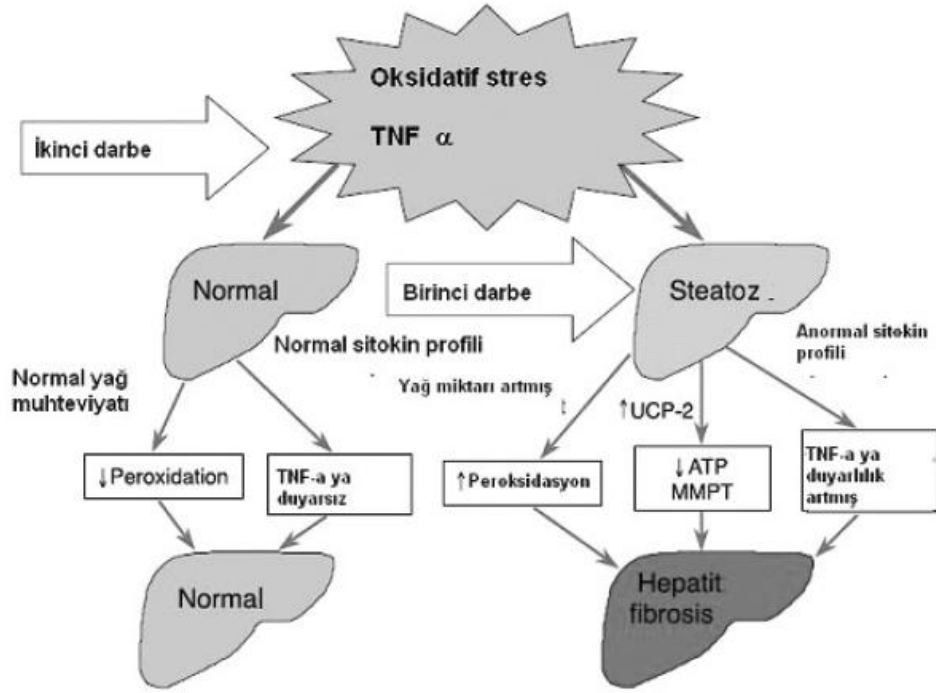 Oksidatif stres
TNF α
İkinci darbe
Normal
Birinci darbe
Steatoz
Normal sitokin profili
Anormal sitokin
profili
Normal yağ
muhteviyatı
Yağ miktarı artmış
↑UCP-2
↓Peroxidation
TNF-a ya
duyarsız
↑Peroksidasyon
↓ATP
MMPT
TNF-a ya
duyarlılık
artmış
Normal
Hepatit
fibrosis